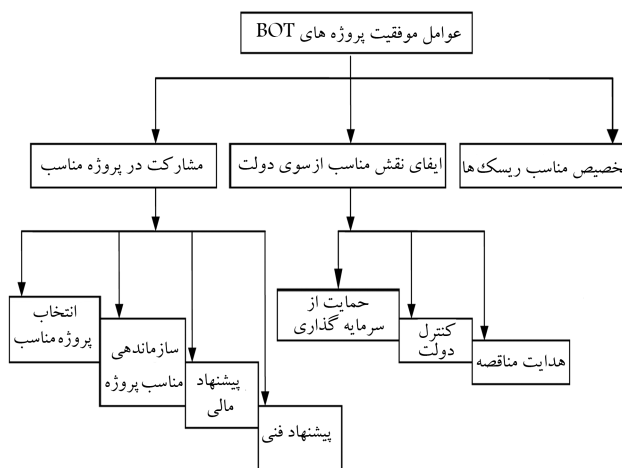 عوامل موفقیت پروژه های BOT
تخصیص مناسب ریسک ها
ایفای نقش مناسب از سوی دولت
مشارکت در پروژه مناسب
حمایت از
سرمایه گذاری
کنترل
دولت
هدایت مناقصه
انتخاب
پروژه مناسب
سازماندهی
مناسب پروژه
پیشنهاد
مالی
پیشنهاد فنی